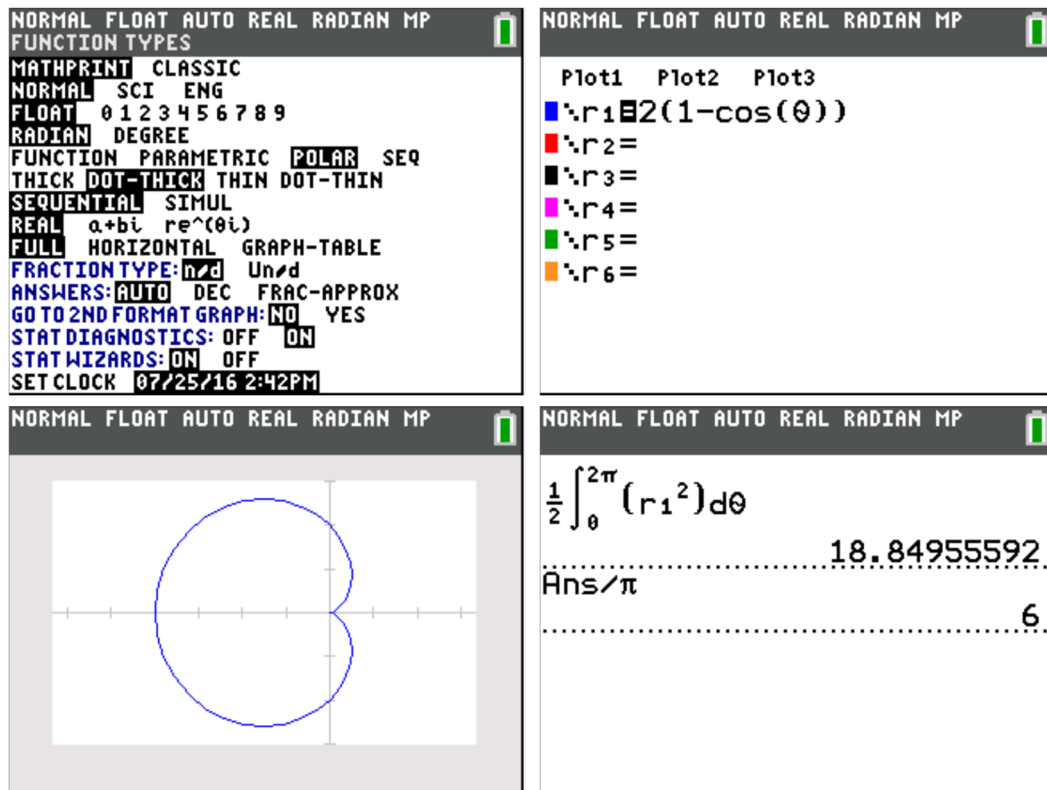 NORMAL FLOAT AUTO REAL RADIAN MP
FUNCTION TYPES
MATHPRINT CLASSIC
NORMAL SCI ENG
FLOAT 0 1 2 3 4 5 6 7 8 9
RADIAN DEGREE
FUNCTION PARAMETRIC POLAR SEQ
THICK DOT-THICK THIN DOT-THIN
SEQUENTIAL SIMUL
REAL a+bi re^(θi)
FULL HORIZONTAL GRAPH-TABLE
FRACTION TYPE: n/d Un/d
ANSWERS: AUTO DEC FRAC-APPROX
GO TO 2ND FORMAT GRAPH: NO YES
STAT DIAGNOSTICS: OFF ON
STAT WIZARDS: ON OFF
SET CLOCK 07/25/16 2:42PM
NORMAL FLOAT AUTO REAL RADIAN MP
Plot1 Plot2 Plot3
\r₁=2(1-cos(θ))
\r₂=
\r₃=
\r₄=
\r₅=
\r₆=
NORMAL FLOAT AUTO REAL RADIAN MP
NORMAL FLOAT AUTO REAL RADIAN MP
1/2 ∫₀^2π (r₁²)dθ
18.84955592
Ans/π
6